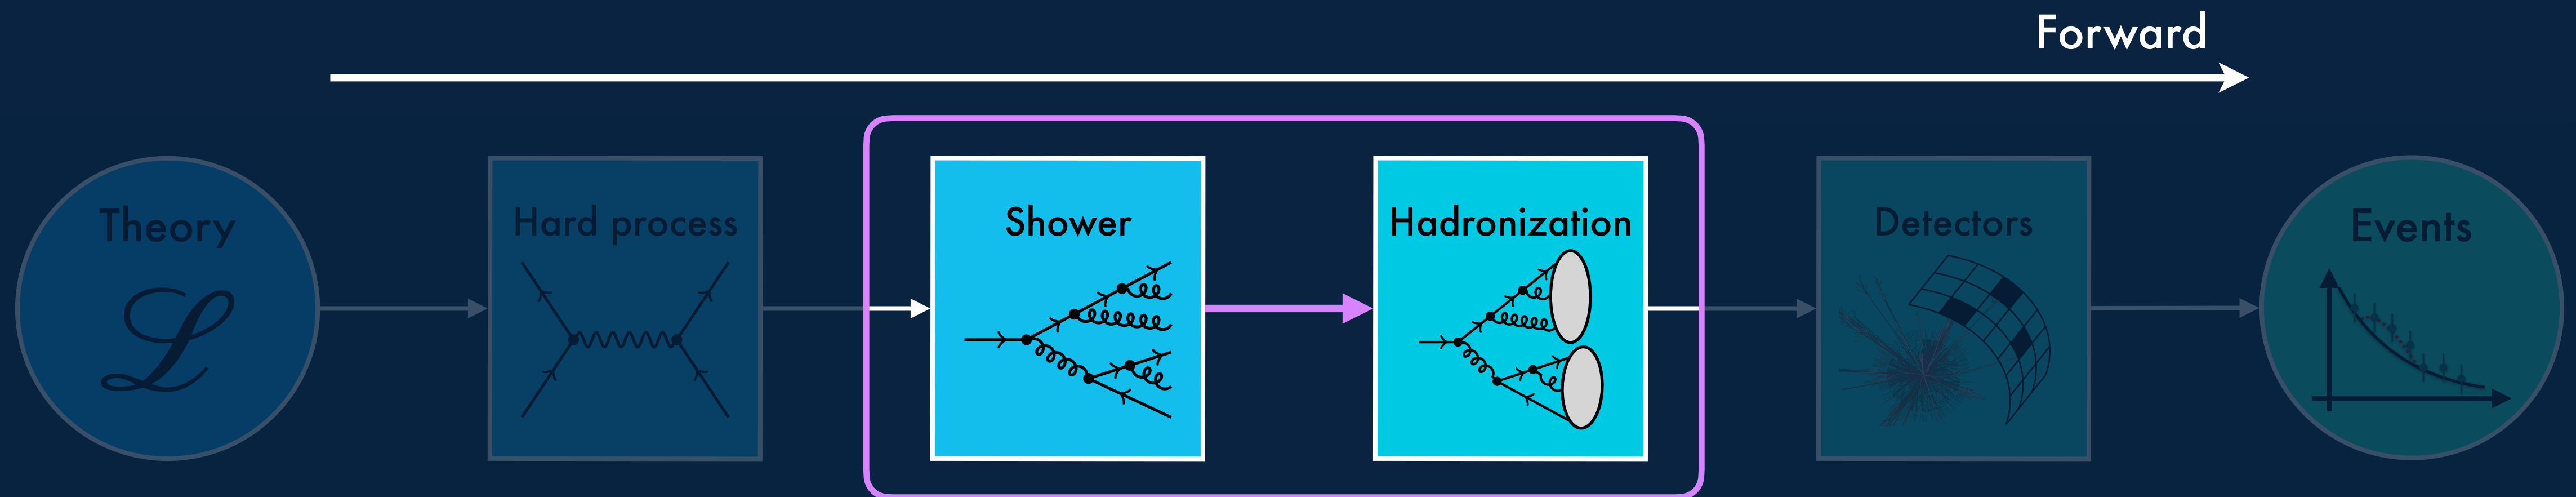 Forward
Theory
ℒ
Hard process
Shower
Hadronization
Detectors
Events